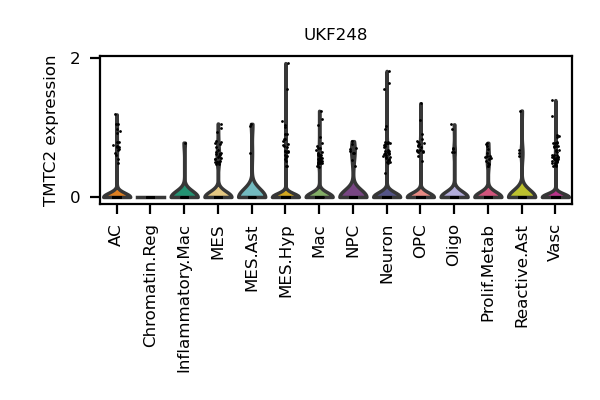 UKF248
TMTC2 expression
2
0
AC
Chromatin.Reg
Inflammatory.Mac
MES
MES.Ast
MES.Hyp
Mac
NPC
Neuron
OPC
Oligo
Prolif.Metab
Reactive.Ast
Vasc